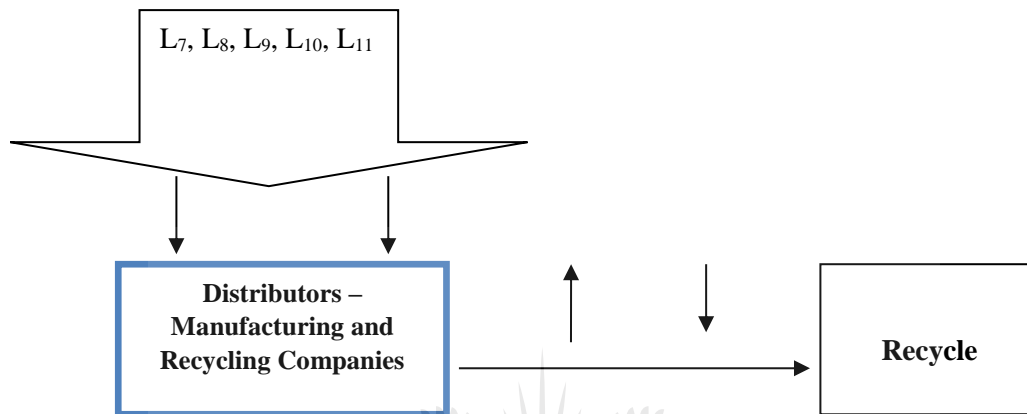 L₇, L₈, L₉, L₁₀, L₁₁
Distributors –
Manufacturing and
Recycling Companies
Recycle